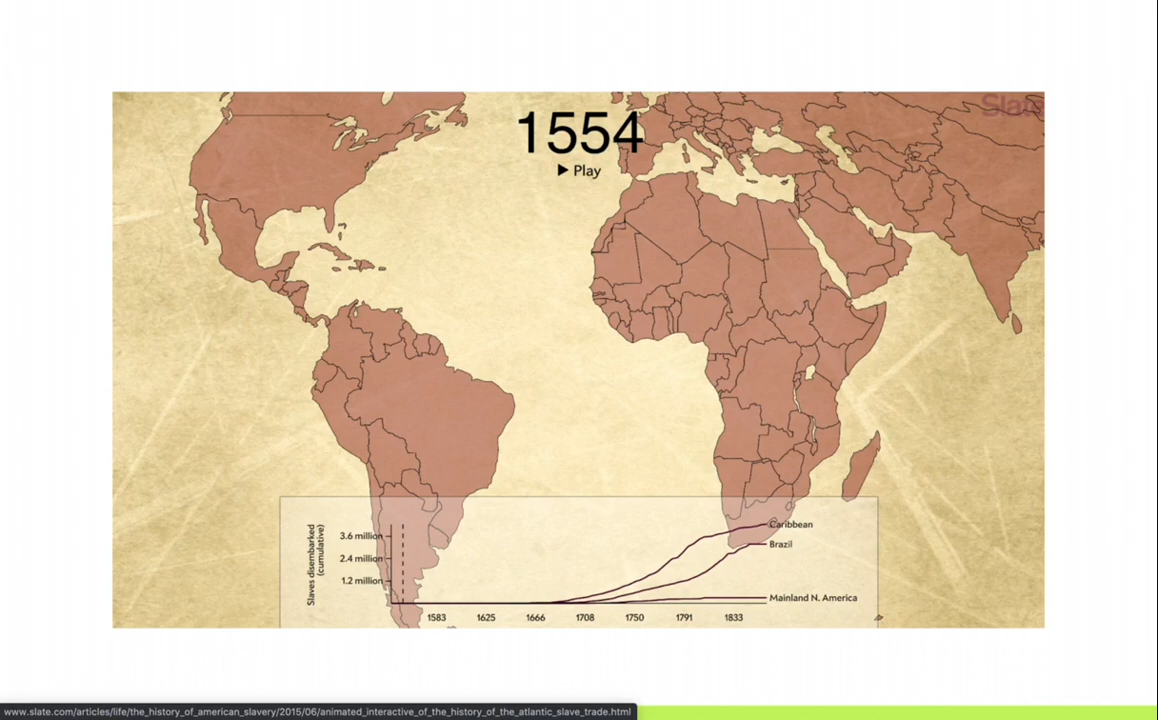 Slate
1554
▶ Play
Slaves disembarked
(cumulative)
3.6 million
2.4 million
1.2 million
Caribbean
Brazil
Mainland N. America
1583 1625 1666 1708 1750 1791 1833
www.slate.com/articles/life/the_history_of_american_slavery/2015/06/animated_interactive_of_the_history_of_the_atlantic_slave_trade.html